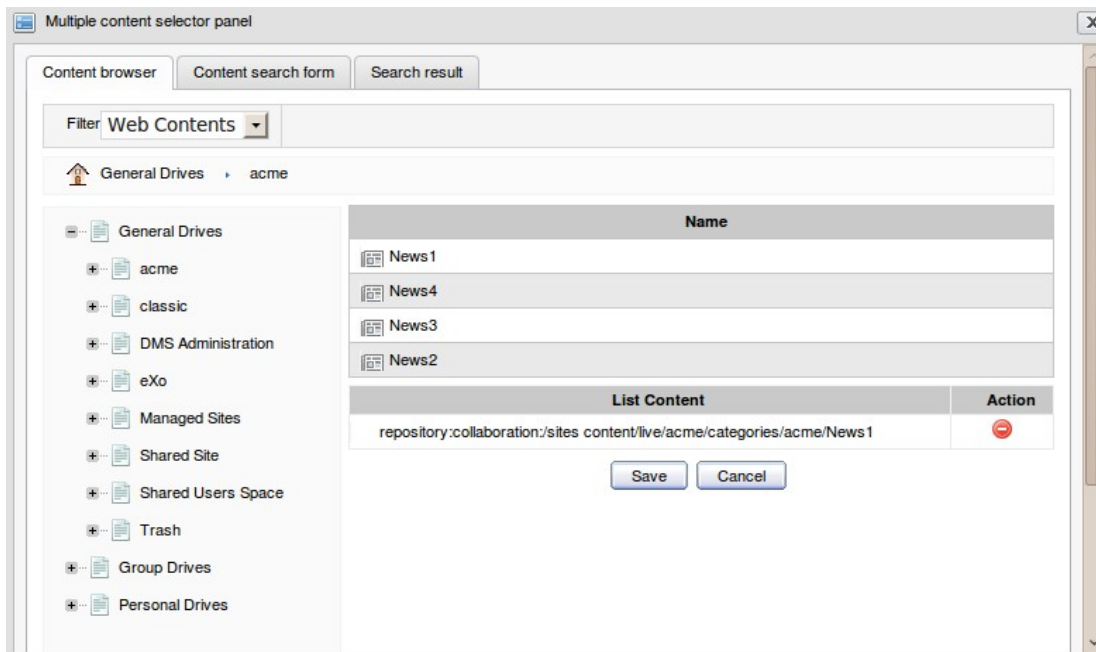 Multiple content selector panel
X
Content browser
Content search form
Search result
Filter Web Contents
General Drives acme
General Drives
acme
classic
DMS Administration
eXo
Managed Sites
Shared Site
Shared Users Space
Trash
Group Drives
Personal Drives
Name
News1
News4
News3
News2
List Content Action
repository:collaboration:/sites content/live/acme/categories/acme/News1
Save Cancel